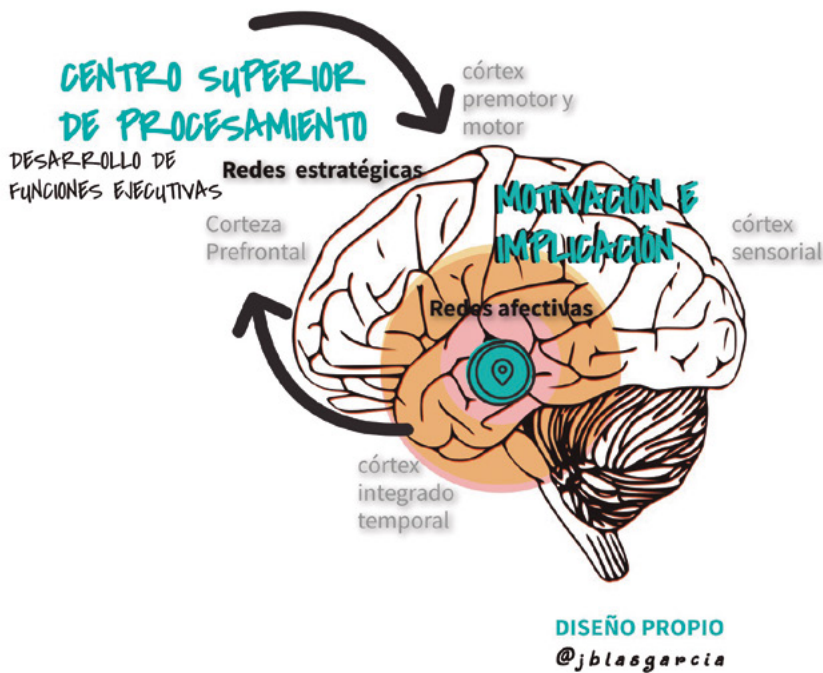 CENTRO SUPERIOR
DE PROCESAMIENTO
DESARROLLO DE
FUNCIONES EJECUTIVAS
Redes estratégicas
córtex
premotor y
motor
MOTIVACIÓN E
IMPLICACIÓN
Corteza
Prefrontal
córtex
sensorial
Redes afectivas
córtex
integrado
temporal
DISEÑO PROPIO
@jblasgarcia